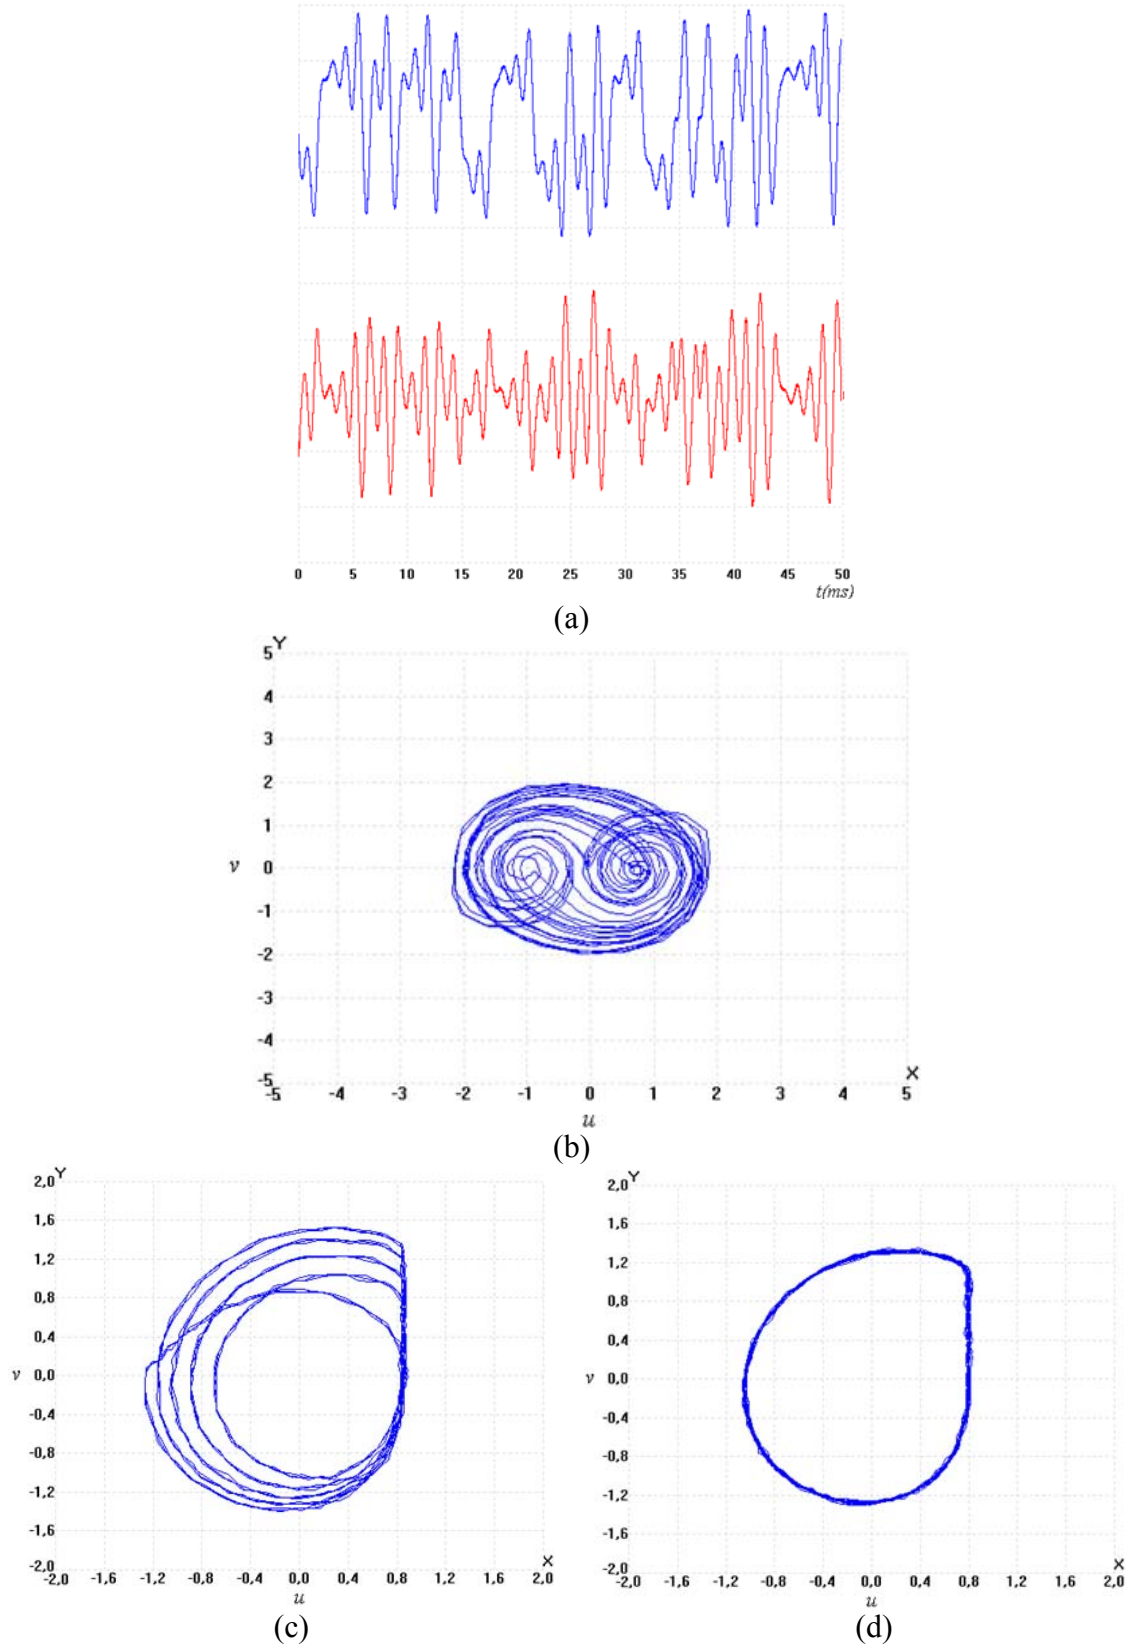 0 5 10 15 20 25 30 35 40 45 50
t(ms)
(a)
Y
5
4
3
2
1
v 0
-1
-2
-3
-4
-5
X
-5 -4 -3 -2 -1 0 1 2 3 4 5
u
(b)
Y
2,0
1,6
1,2
0,8
0,4
v 0,0
-0,4
-0,8
-1,2
-1,6
-2,0
X
-2,0 -1,6 -1,2 -0,8 -0,4 0,0 0,4 0,8 1,2 1,6 2,0
u
(c)
Y
2,0
1,6
1,2
0,8
0,4
v 0,0
-0,4
-0,8
-1,2
-1,6
-2,0
X
-2,0 -1,6 -1,2 -0,8 -0,4 0,0 0,4 0,8 1,2 1,6 2,0
u
(d)